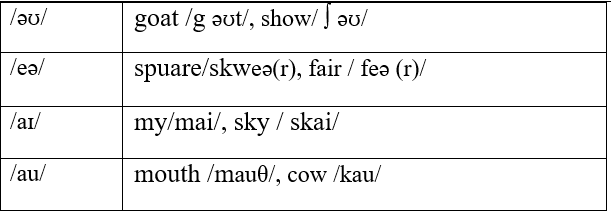 /əʊ/ goat /g əʊt/, show/ ʃ əʊ/
/eə/ spuare/skweə(r), fair / feə (r)/
/aɪ/ my/mai/, sky / skai/
/au/ mouth /mauθ/, cow /kau/